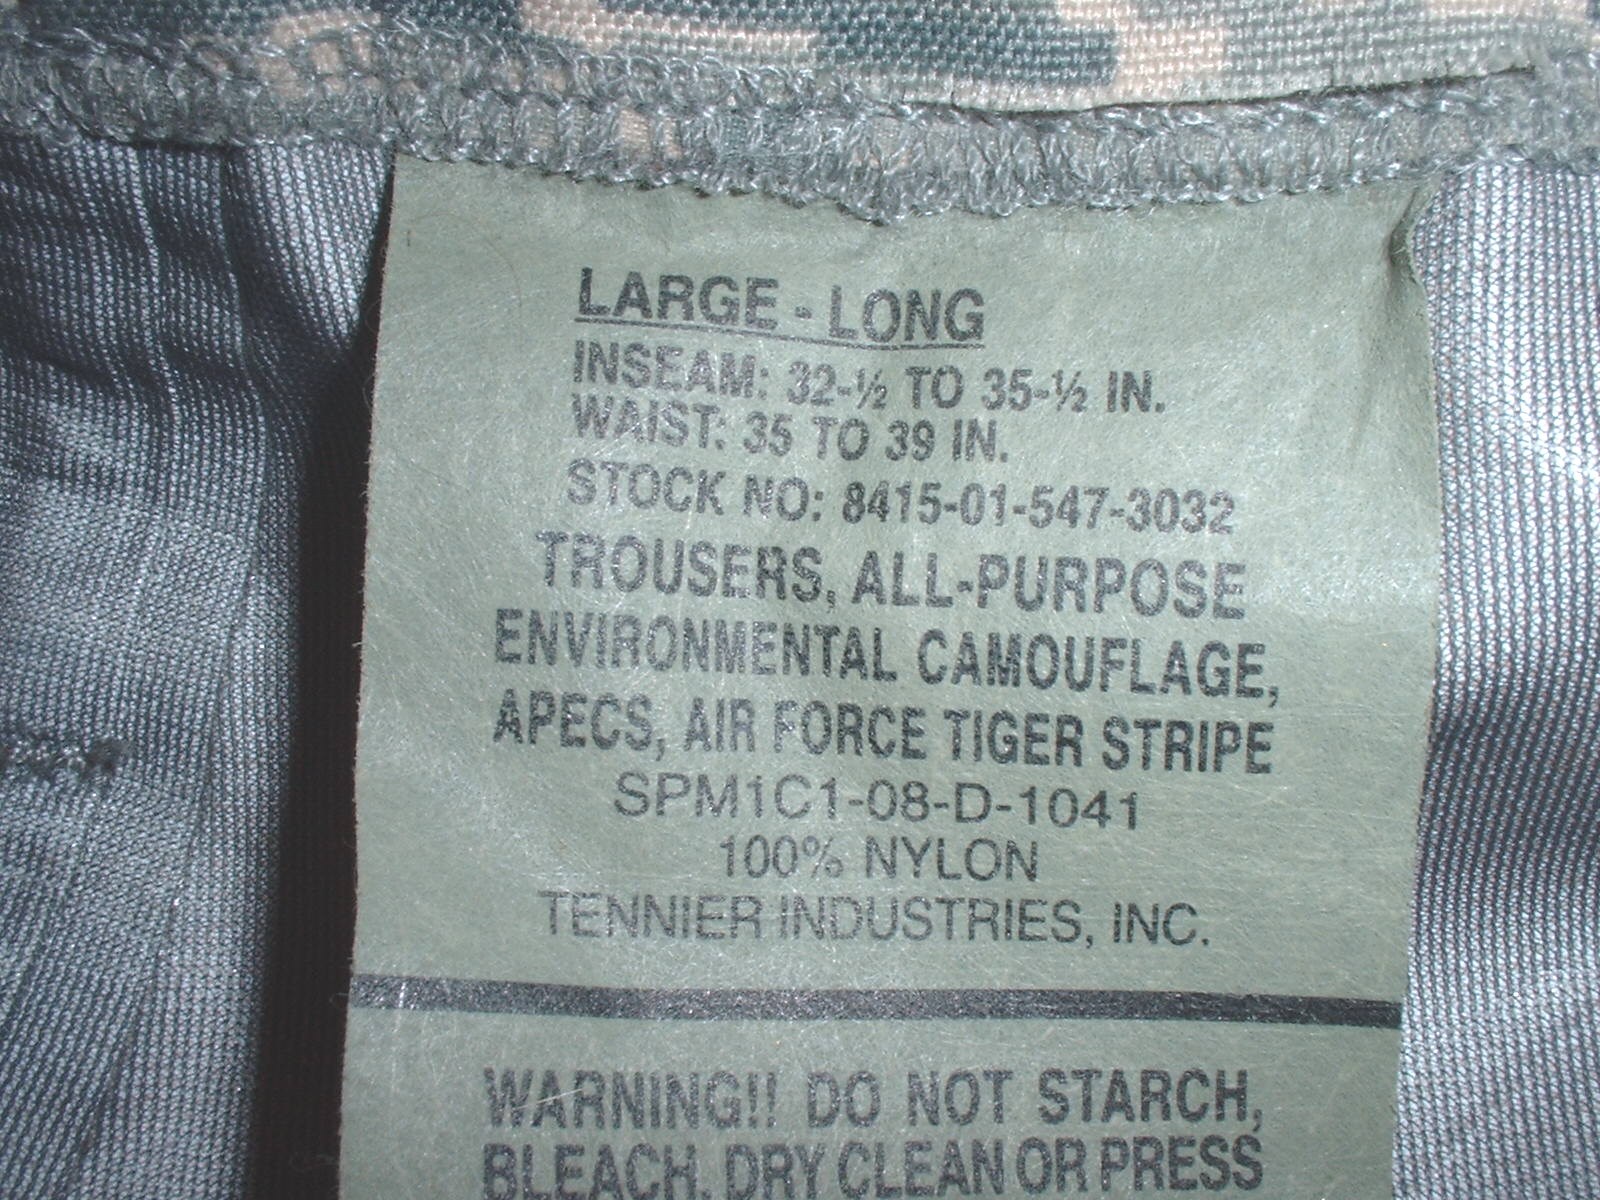 LARGE - LONG
INSEAM: 32-½ TO 35-½ IN.
WAIST: 35 TO 39 IN.
STOCK NO: 8415-01-547-3032
TROUSERS, ALL-PURPOSE
ENVIRONMENTAL CAMOUFLAGE,
APECS, AIR FORCE TIGER STRIPE
SPM1C1-08-D-1041
100% NYLON
TENNIER INDUSTRIES, INC.
WARNING!! DO NOT STARCH,
BLEACH, DRY CLEAN OR PRESS